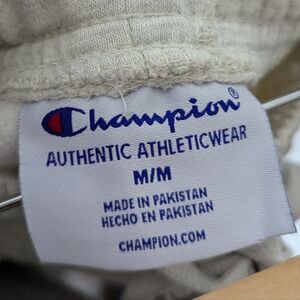 Champion®
AUTHENTIC ATHLETICWEAR
M/M
MADE IN PAKISTAN
HECHO EN PAKISTAN
CHAMPION.COM